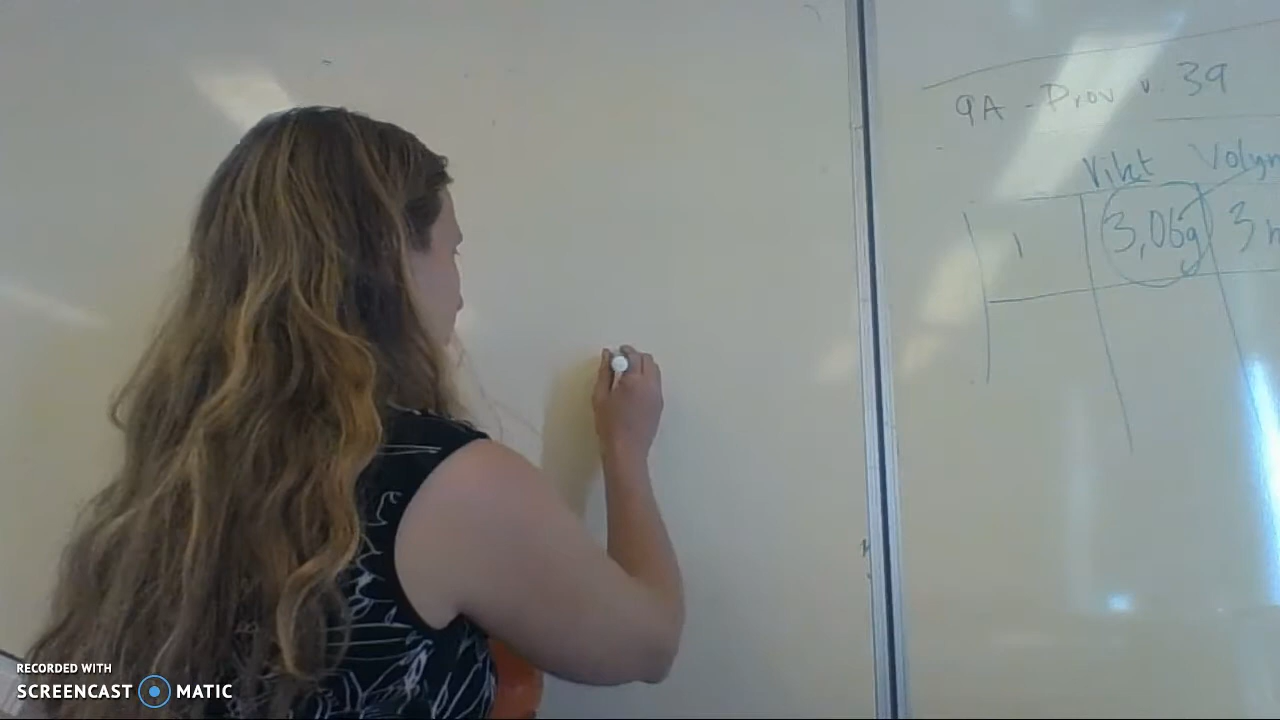 9A - Prov v. 39
Vikt Volym
1 3,06g 3 m
RECORDED WITH
SCREENCAST MATIC